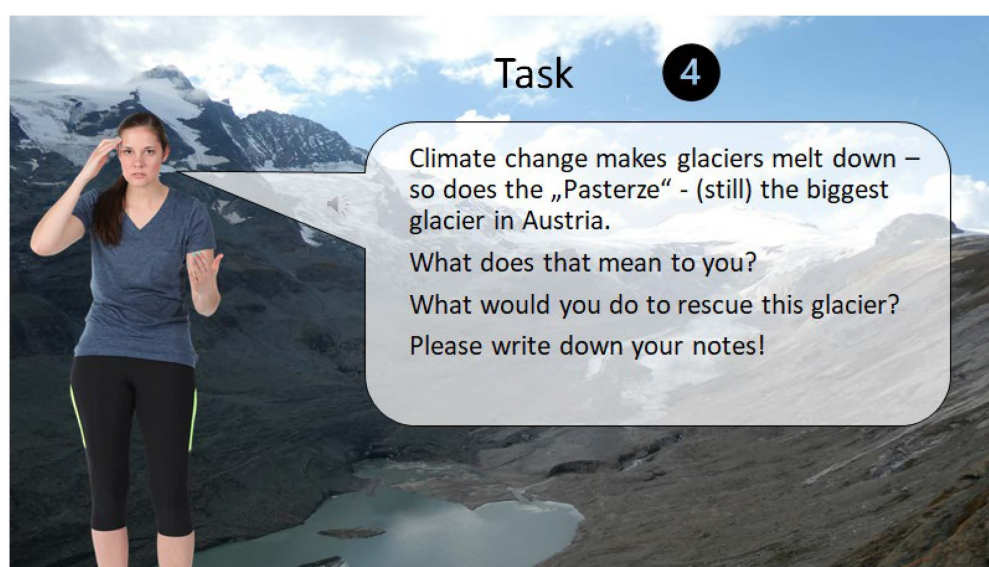 Task 4
Climate change makes glaciers melt down –
so does the „Pasterze“ - (still) the biggest
glacier in Austria.
What does that mean to you?
What would you do to rescue this glacier?
Please write down your notes!